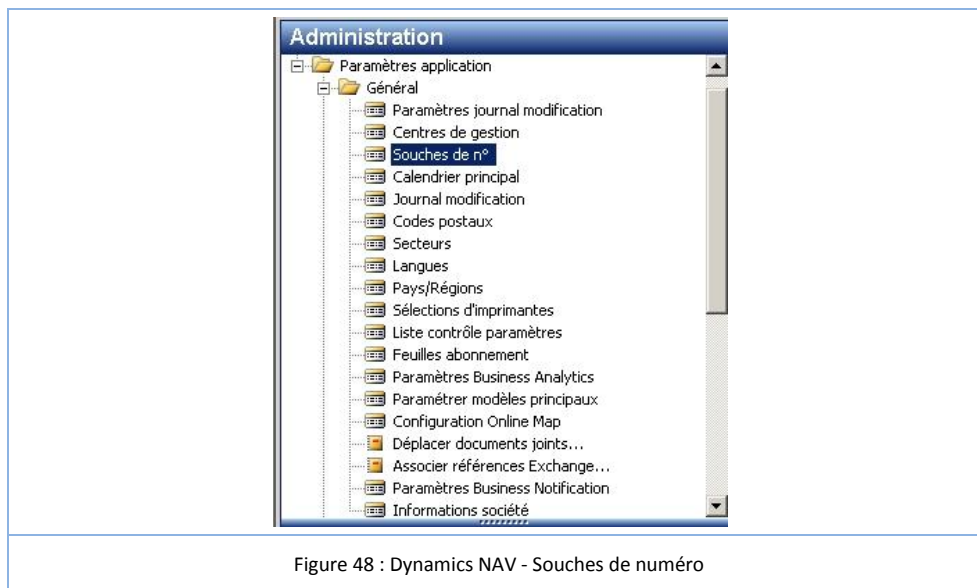 Administration
Paramètres application
Général
Paramètres journal modification
Centres de gestion
Souches de n°
Calendrier principal
Journal modification
Codes postaux
Secteurs
Langues
Pays/Régions
Sélections d'imprimantes
Liste contrôle paramètres
Feuilles abonnement
Paramètres Business Analytics
Paramétrer modèles principaux
Configuration Online Map
Déplacer documents joints...
Associer références Exchange...
Paramètres Business Notification
Informations société
Figure 48 : Dynamics NAV - Souches de numéro